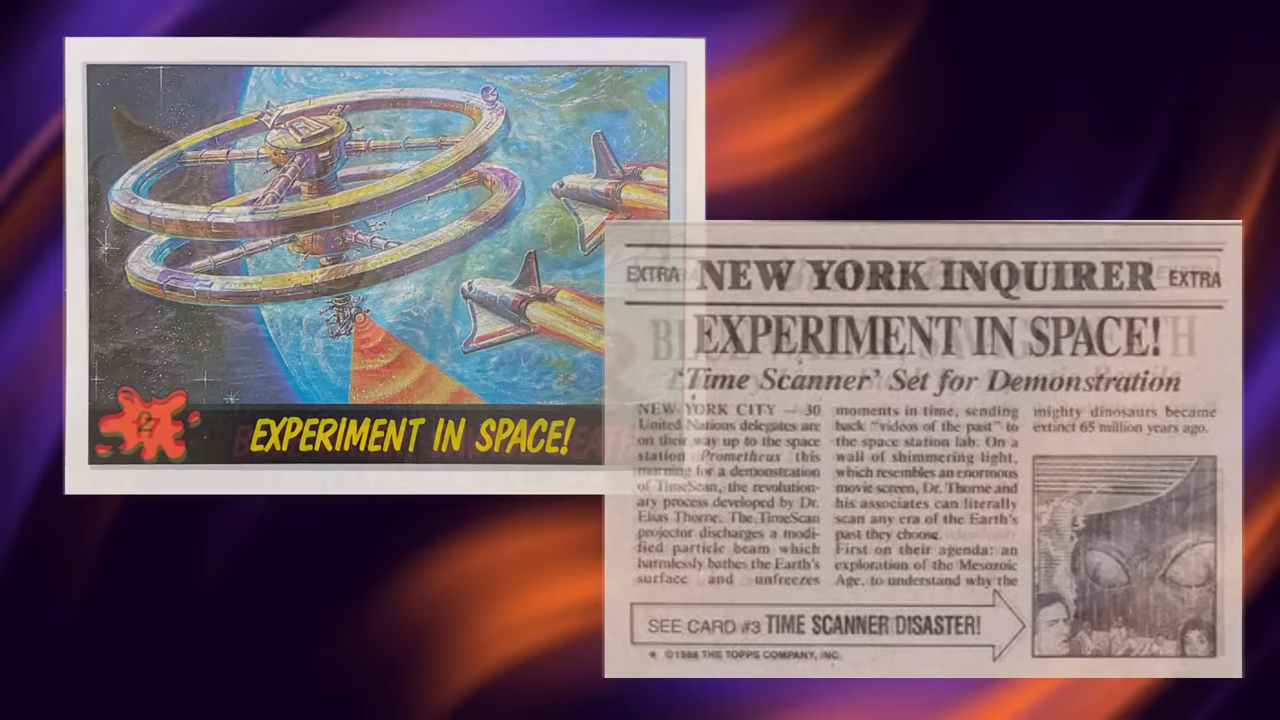 2
EXPERIMENT IN SPACE!
EXTRA NEW YORK INQUIRER EXTRA
EXPERIMENT IN SPACE!
'Time Scanner' Set for Demonstration
NEW YORK CITY — 30
United Nations delegates are
on their way up to the space
station Prometheus this
morning for a demonstration
of TimeScan, the revolution-
ary process developed by Dr.
Elias Thorne. The TimeScan
projector discharges a modi-
fied particle beam which
harmlessly bathes the Earth's
surface and unfreezes
moments in time, sending
back "videos of the past" to
the space station lab. On a
wall of shimmering light,
which resembles an enormous
movie screen, Dr. Thorne and
his associates can literally
scan any era of the Earth's
past they choose.
First on their agenda: an
exploration of the Mesozoic
Age, to understand why the
mighty dinosaurs became
extinct 65 million years ago.
SEE CARD #3 TIME SCANNER DISASTER!
* ©1988 THE TOPPS COMPANY, INC.